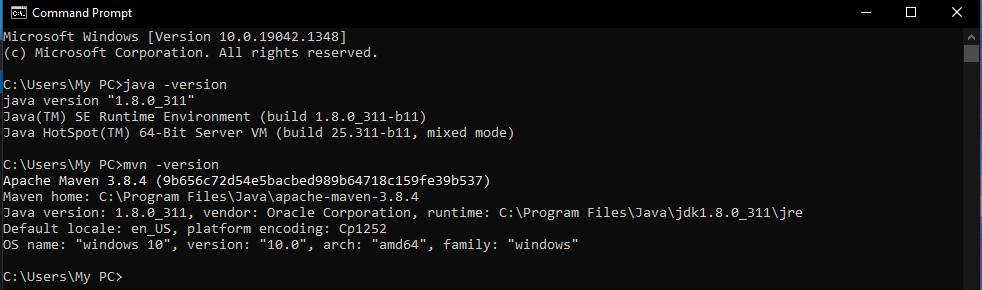 Command Prompt
Microsoft Windows [Version 10.0.19042.1348]
(c) Microsoft Corporation. All rights reserved.
C:\Users\My PC>java -version
java version "1.8.0_311"
Java(TM) SE Runtime Environment (build 1.8.0_311-b11)
Java HotSpot(TM) 64-Bit Server VM (build 25.311-b11, mixed mode)
C:\Users\My PC>mvn -version
Apache Maven 3.8.4 (9b656c72d54e5bacbed989b64718c159fe39b537)
Maven home: C:\Program Files\Java\apache-maven-3.8.4
Java version: 1.8.0_311, vendor: Oracle Corporation, runtime: C:\Program Files\Java\jdk1.8.0_311\jre
Default locale: en_US, platform encoding: Cp1252
OS name: "windows 10", version: "10.0", arch: "amd64", family: "windows"
C:\Users\My PC>